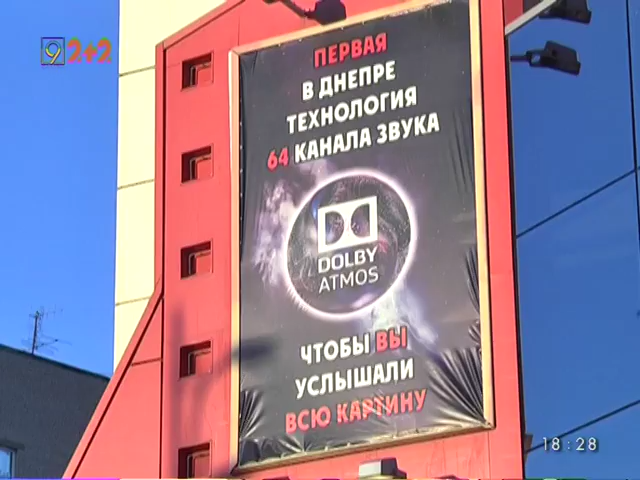 9 2+2
ПЕРВАЯ
В ДНЕПРЕ
ТЕХНОЛОГИЯ
64 КАНАЛА ЗВУКА
DOLBY
ATMOS
ЧТОБЫ ВЫ
УСЛЫШАЛИ
ВСЮ КАРТИНУ
18:28